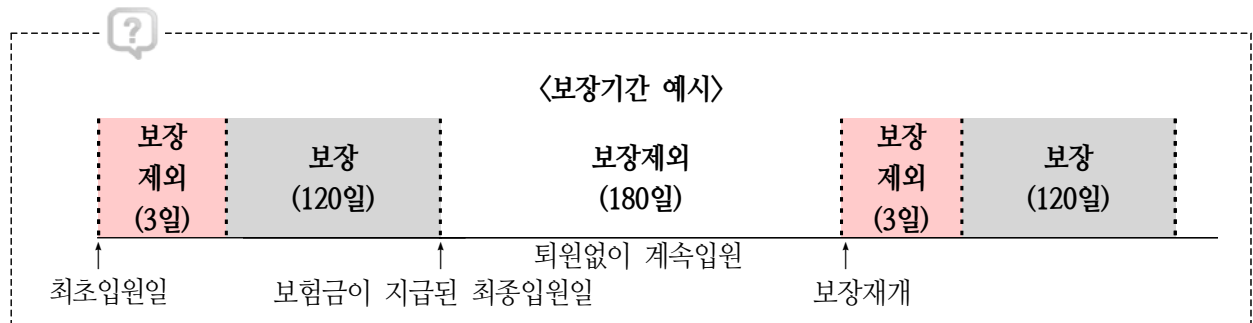 ?
<보장기간 예시>
보장
제외
(3일)
보장
(120일)
보장제외
(180일)
보장
제외
(3일)
보장
(120일)
퇴원없이 계속입원
최초입원일
보험금이 지급된 최종입원일
보장재개